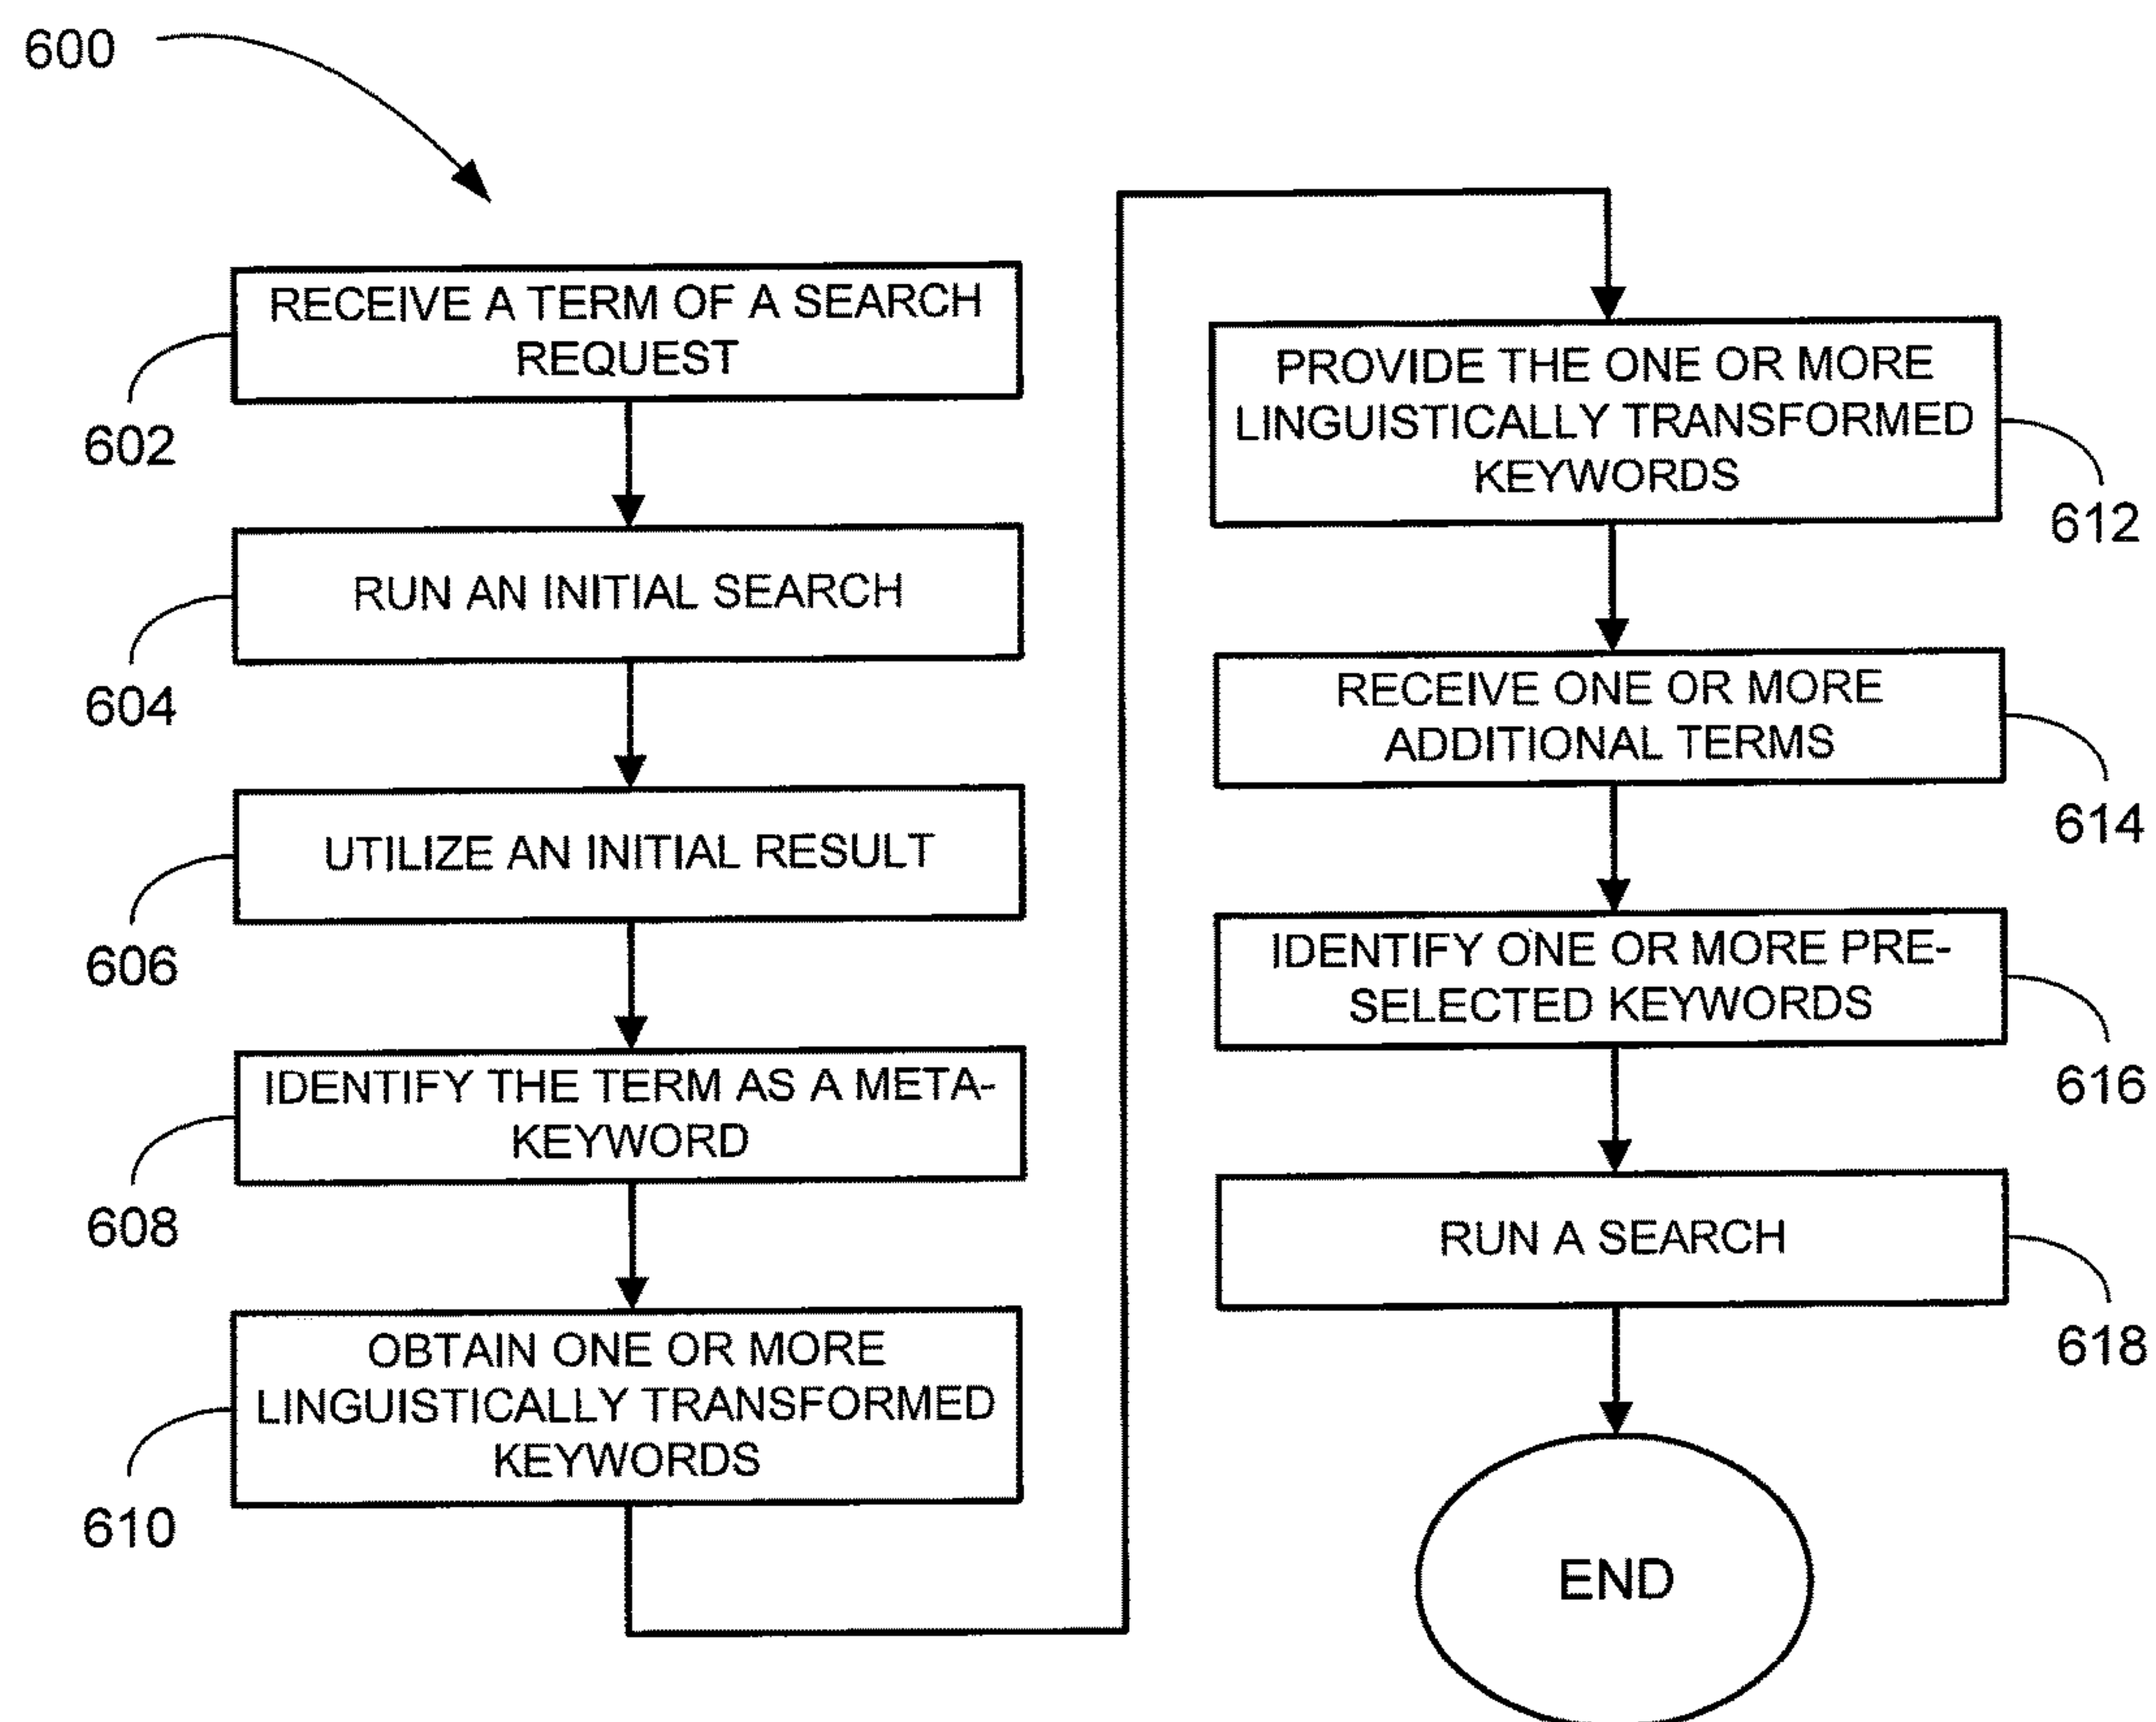 600
RECEIVE A TERM OF A SEARCH
REQUEST
602
RUN AN INITIAL SEARCH
604
UTILIZE AN INITIAL RESULT
606
IDENTIFY THE TERM AS A META-
KEYWORD
608
OBTAIN ONE OR MORE
LINGUISTICALLY TRANSFORMED
KEYWORDS
610
PROVIDE THE ONE OR MORE
LINGUISTICALLY TRANSFORMED
KEYWORDS
612
RECEIVE ONE OR MORE
ADDITIONAL TERMS
614
IDENTIFY ONE OR MORE PRE-
SELECTED KEYWORDS
616
RUN A SEARCH
618
END